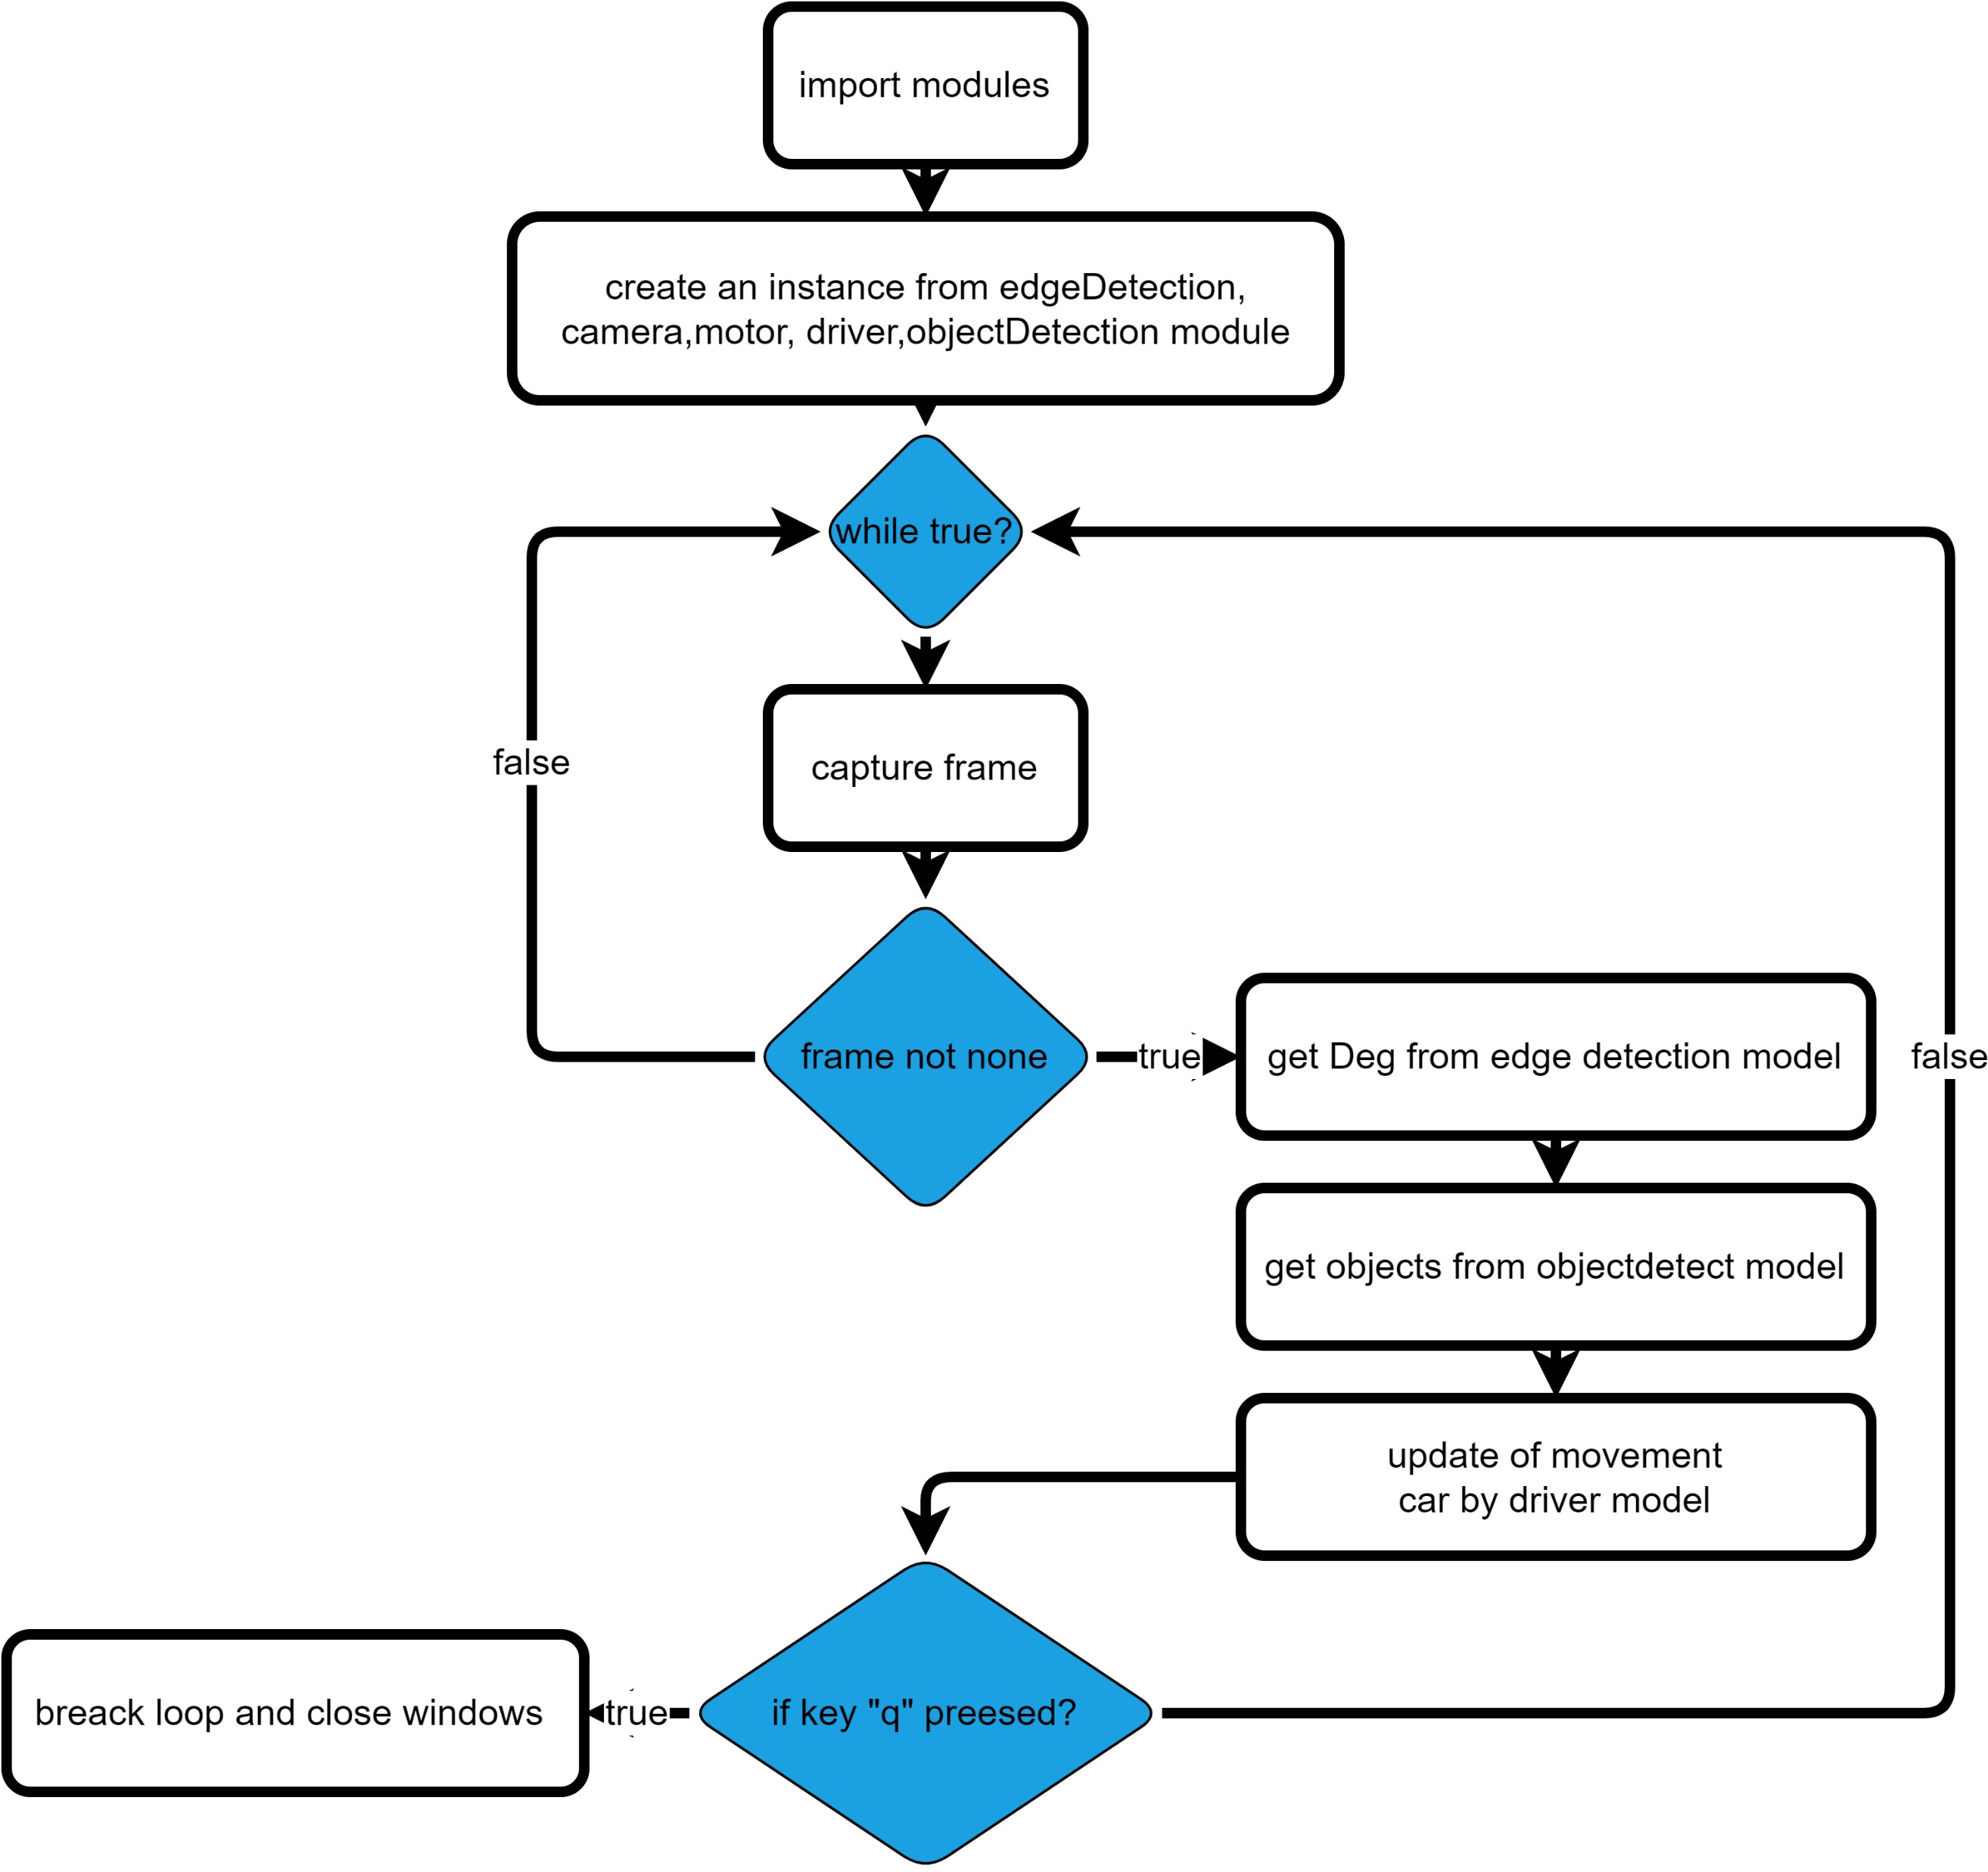 import modules
create an instance from edgeDetection,
camera,motor, driver,objectDetection module
while true?
false
capture frame
frame not none
true
get Deg from edge detection model
false
get objects from objectdetect model
update of movement
car by driver model
if key "q" preesed?
true
breack loop and close windows